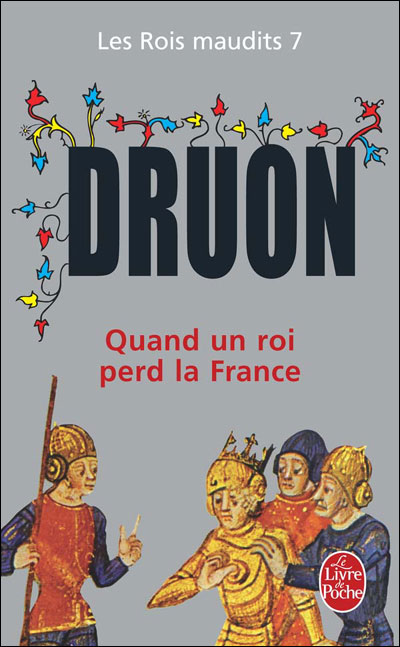 Les Rois maudits 7
DRUON
Quand un roi
perd la France
Le
Livre
de
Poche